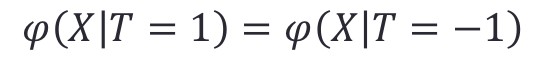 φ(X|T = 1) = φ(X|T = −1)